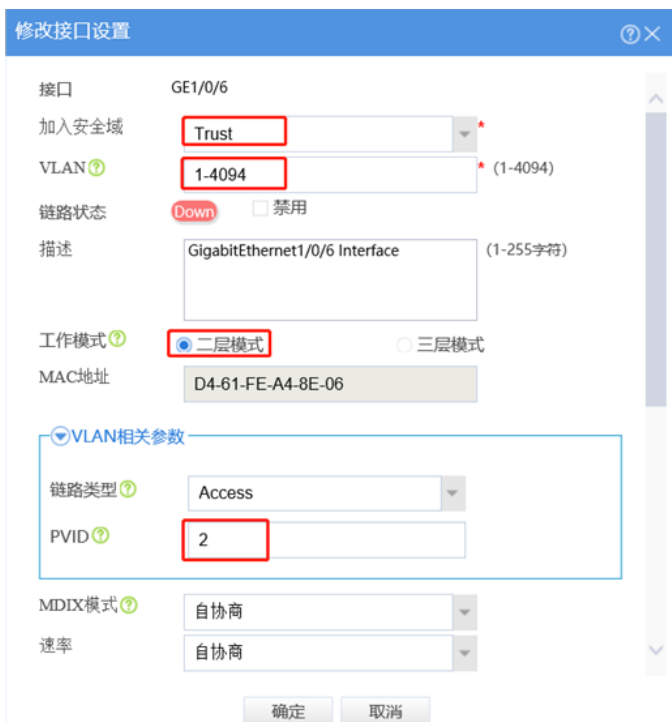 修改接口设置
接口 GE1/0/6
加入安全域 Trust *
VLAN 1-4094 * (1-4094)
链路状态 Down 禁用
描述 GigabitEthernet1/0/6 Interface (1-255字符)
工作模式 二层模式 三层模式
MAC地址 D4-61-FE-A4-8E-06
VLAN相关参数
链路类型 Access
PVID 2
MDIX模式 自协商
速率 自协商
确定 取消